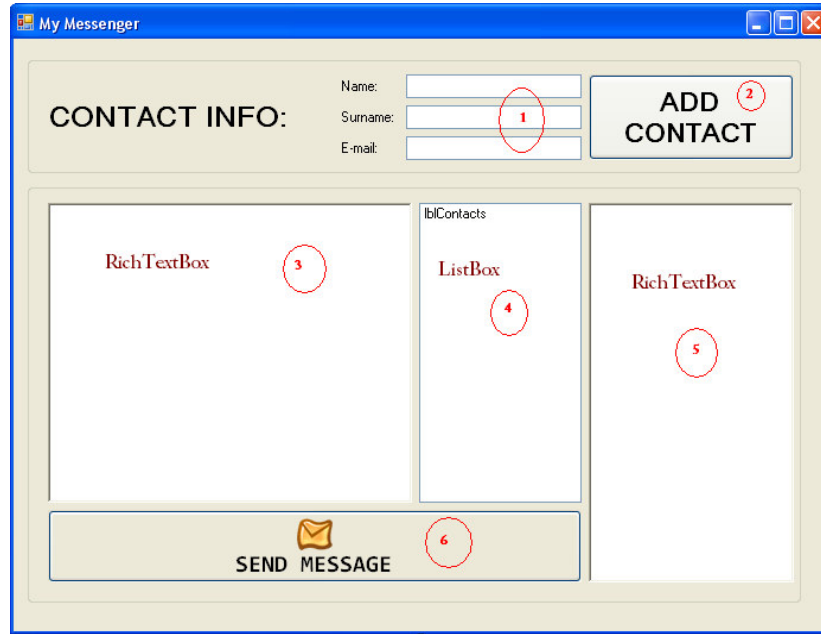 My Messenger
CONTACT INFO:
Name:
Surname:
E-mail:
1
ADD
CONTACT
2
RichTextBox
3
lblContacts
ListBox
4
RichTextBox
5
SEND MESSAGE
6